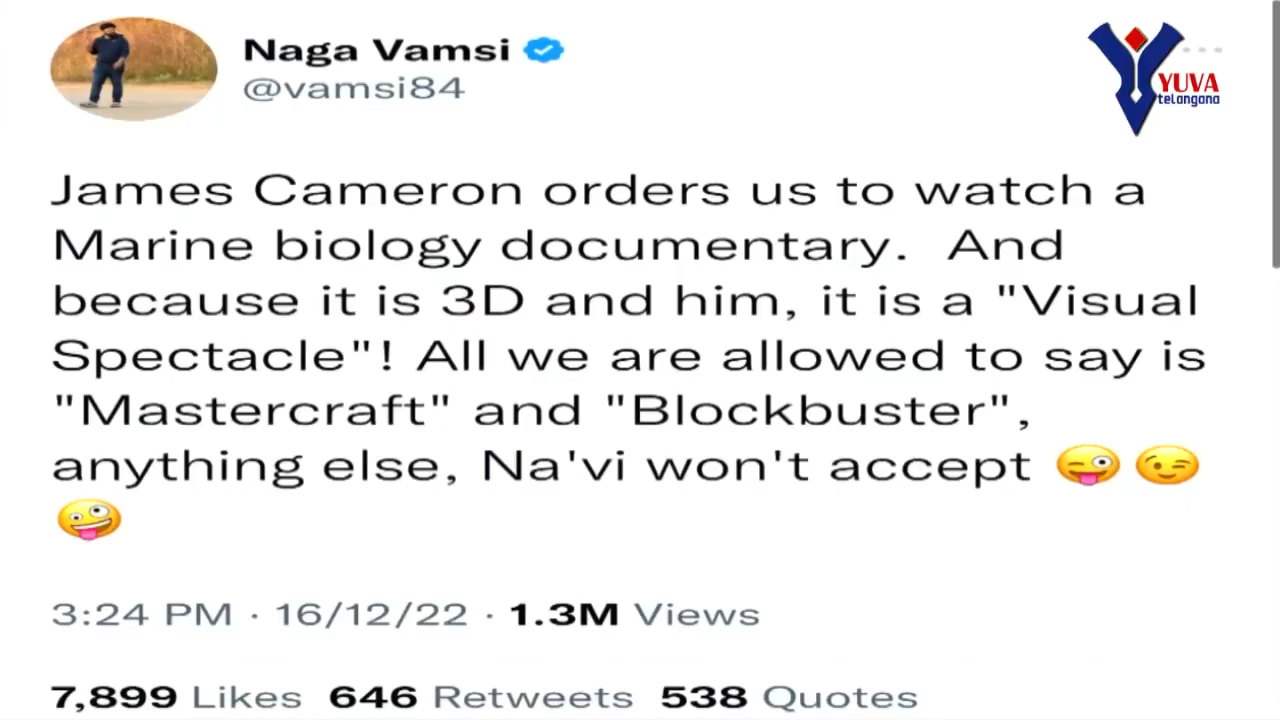 Naga Vamsi
@vamsi84
YUVA
telangana
James Cameron orders us to watch a
Marine biology documentary.  And
because it is 3D and him, it is a "Visual
Spectacle"! All we are allowed to say is
"Mastercraft" and "Blockbuster",
anything else, Na'vi won't accept 😜 😉
🤪
3:24 PM · 16/12/22 · 1.3M Views
7,899 Likes 646 Retweets 538 Quotes